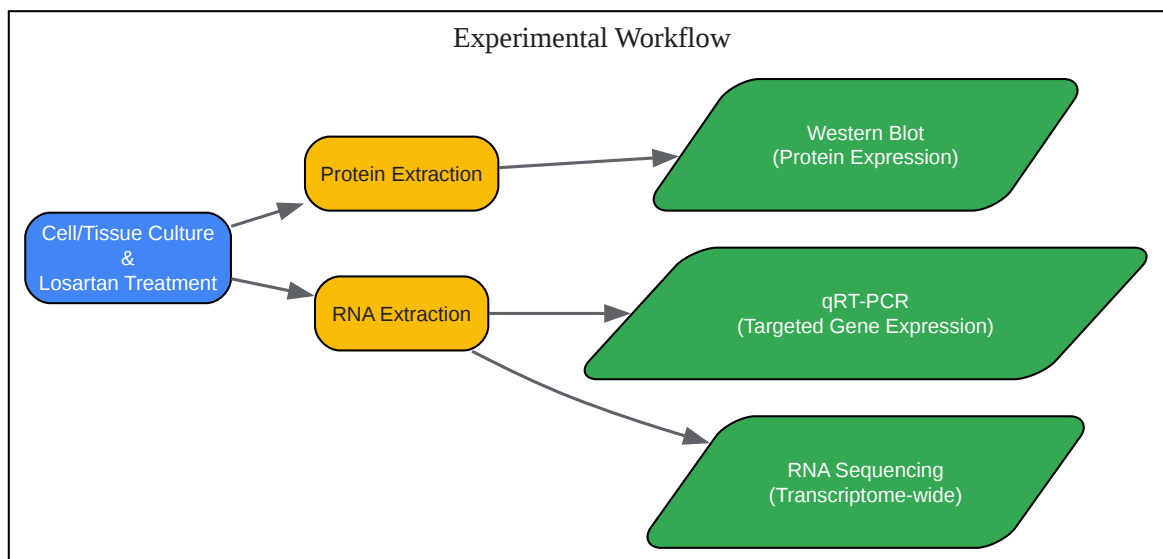 Experimental Workflow
Cell/Tissue Culture
&
Losartan Treatment
Protein Extraction
RNA Extraction
Western Blot
(Protein Expression)
qRT-PCR
(Targeted Gene Expression)
RNA Sequencing
(Transcriptome-wide)